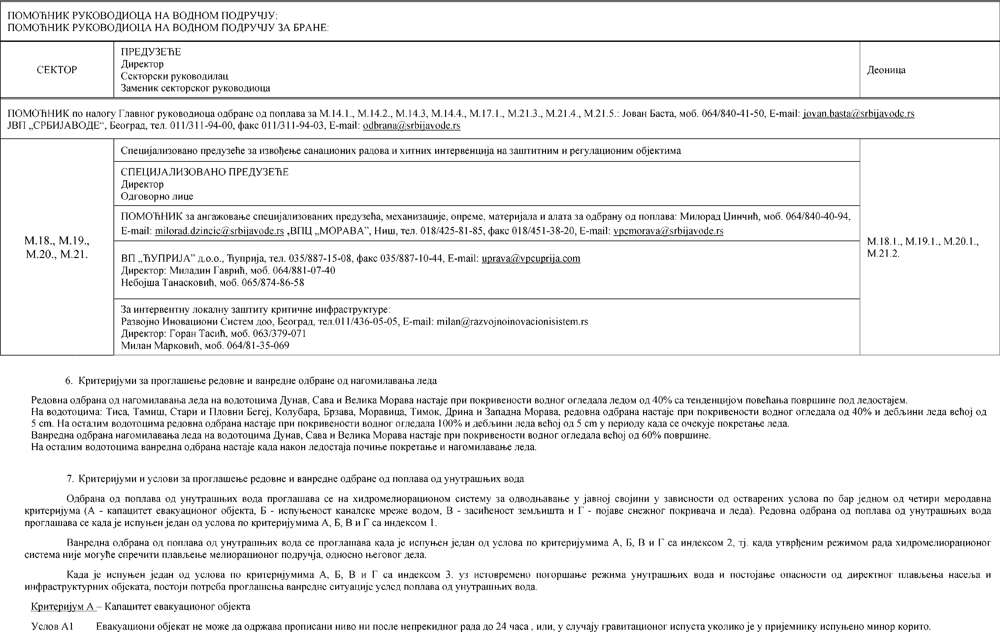 ПОМОЋНИК РУКОВОДИОЦА НА ВОДНОМ ПОДРУЧЈУ:
ПОМОЋНИК РУКОВОДИОЦА НА ВОДНОМ ПОДРУЧЈУ ЗА БРАНЕ:
СЕКТОР
ПРЕДУЗЕЋЕ
Директор
Секторски руководилац
Заменик секторског руководиоца
Деоница
ПОМОЋНИК по налогу Главног руководиоца одбране од поплава за М.14.1., М.14.2., М.14.3, М.14.4., М.17.1., М.21.3., М.21.4., М.21.5.: Јован Баста, моб. 064/840-41-50, E-mail: jovan.basta@srbijavode.rs
ЈВП „СРБИЈАВОДЕ“, Београд, тел. 011/311-94-00, факс 011/311-94-03, E-mail: odbrana@srbijavode.rs
М.18., М.19.,
М.20., М.21.
Специјализовано предузеће за извођење санационих радова и хитних интервенција на заштитним и регулационим објектима
СПЕЦИЈАЛИЗОВАНО ПРЕДУЗЕЋЕ
Директор
Одговорно лице
ПОМОЋНИК за ангажовање специјализованих предузећа, механизације, опреме, материјала и алата за одбрану од поплава: Милорад Џинчић, моб. 064/840-40-94,
E-mail: milorad.dzincic@srbijavode.rs ,ВПЦ „МОРАВА”, Ниш, тел. 018/425-81-85, факс 018/451-38-20, E-mail: vpcmorava@srbijavode.rs
ВП „ЋУПРИЈА” д.о.о., Ћуприја, тел. 035/887-15-08, факс 035/887-10-44, E-mail: uprava@vpcuprija.com
Директор: Миладин Гаврић, моб. 064/881-07-40
Небојша Танасковић, моб. 065/874-86-58
За интервентну локалну заштиту критичне инфраструктуре:
Развојно Иновациони Систем доо, Београд, тел.011/436-05-05, E-mail: milan@razvojnoinovacionisistem.rs
Директор: Горан Тасић, моб. 063/379-071
Милан Марковић, моб. 064/81-35-069
М.18.1., М.19.1., М.20.1.,
М.21.2.
6. Критеријуми за проглашење редовне и ванредне одбране од нагомилавања леда
Редовна одбрана од нагомилавања леда на водотоцима Дунав, Сава и Велика Морава настаје при покривености водног огледала ледом од 40% са тенденцијом повећања површине под ледостајем.
На водотоцима: Тиса, Тамиш, Стари и Пловни Бегеј, Колубара, Брзава, Моравица, Тимок, Дрина и Западна Морава, редовна одбрана настаје при покривености водног огледала од 40% и дебљини леда већој од
5 cm. На осталим водотоцима редовна одбрана настаје при покривености водног огледала 100% и дебљини леда већој од 5 cm у периоду када се очекује покретање леда.
Ванредна одбрана нагомилавања леда на водотоцима Дунав, Сава и Велика Морава настаје при покривености водног огледала већој од 60% површине.
На осталим водотоцима ванредна одбрана настаје када након ледостаја почиње покретање и нагомилавање леда.
7. Критеријуми и услови за проглашење редовне и ванредне одбране од поплава од унутрашњих вода
Одбрана од поплава од унутрашњих вода проглашава се на хидромелиорационом систему за одводњавање у јавној својини у зависности од остварених услова по бар једном од четири меродавна
критеријума (А - капацитет евакуационог објекта, Б - испуњеност каналске мреже водом, В - засићеност земљишта и Г - појаве снежног покривача и леда). Редовна одбрана од поплава од унутрашњих вода
проглашава се када је испуњен један од услова по критеријумима А, Б, В и Г са индексом 1.
Ванредна одбрана од поплава од унутрашњих вода се проглашава када је испуњен један од услова по критеријумима А, Б, В и Г са индексом 2, тј. када утврђеним режимом рада хидромелиорационог
система није могуће спречити плављење мелиорационог подручја, односно његовог дела.
Када је испуњен један од услова по критеријумима А, Б, В и Г са индексом 3. уз истовремено погоршање режима унутрашњих вода и постојање опасности од директног плављења насеља и
инфраструктурних објеката, постоји потреба проглашења ванредне ситуације услед поплава од унутрашњих вода.
Критеријум А – Капацитет евакуационог објекта
Услов А1 Евакуациони објекат не може да одржава прописани ниво ни после непрекидног рада до 24 часа , или, у случају гравитационог испуста уколико је у пријемнику испуњено минор корито.